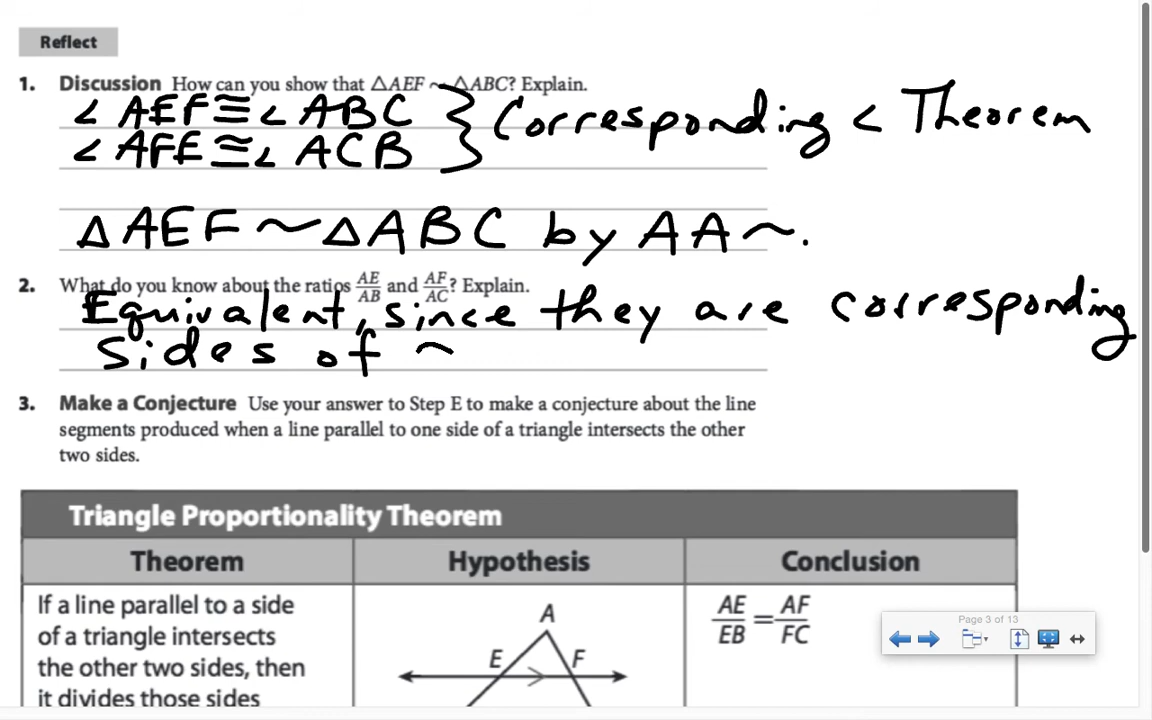 Reflect
1. Discussion How can you show that △AEF ~ △ABC? Explain.
< AEF ≅ < ABC } Corresponding < Theorem
< AFE ≅ < ACB
△ AEF ~ △ ABC by AA ~.
2. What do you know about the ratios AE/AB and AF/AC? Explain.
Equivalent, since they are corresponding
sides of ~
3. Make a Conjecture Use your answer to Step E to make a conjecture about the line
segments produced when a line parallel to one side of a triangle intersects the other
two sides.
Triangle Proportionality Theorem
Theorem Hypothesis Conclusion
If a line parallel to a side
of a triangle intersects
the other two sides, then
it divides those sides
A
E F
AE/EB = AF/FC
Page 3 of 13